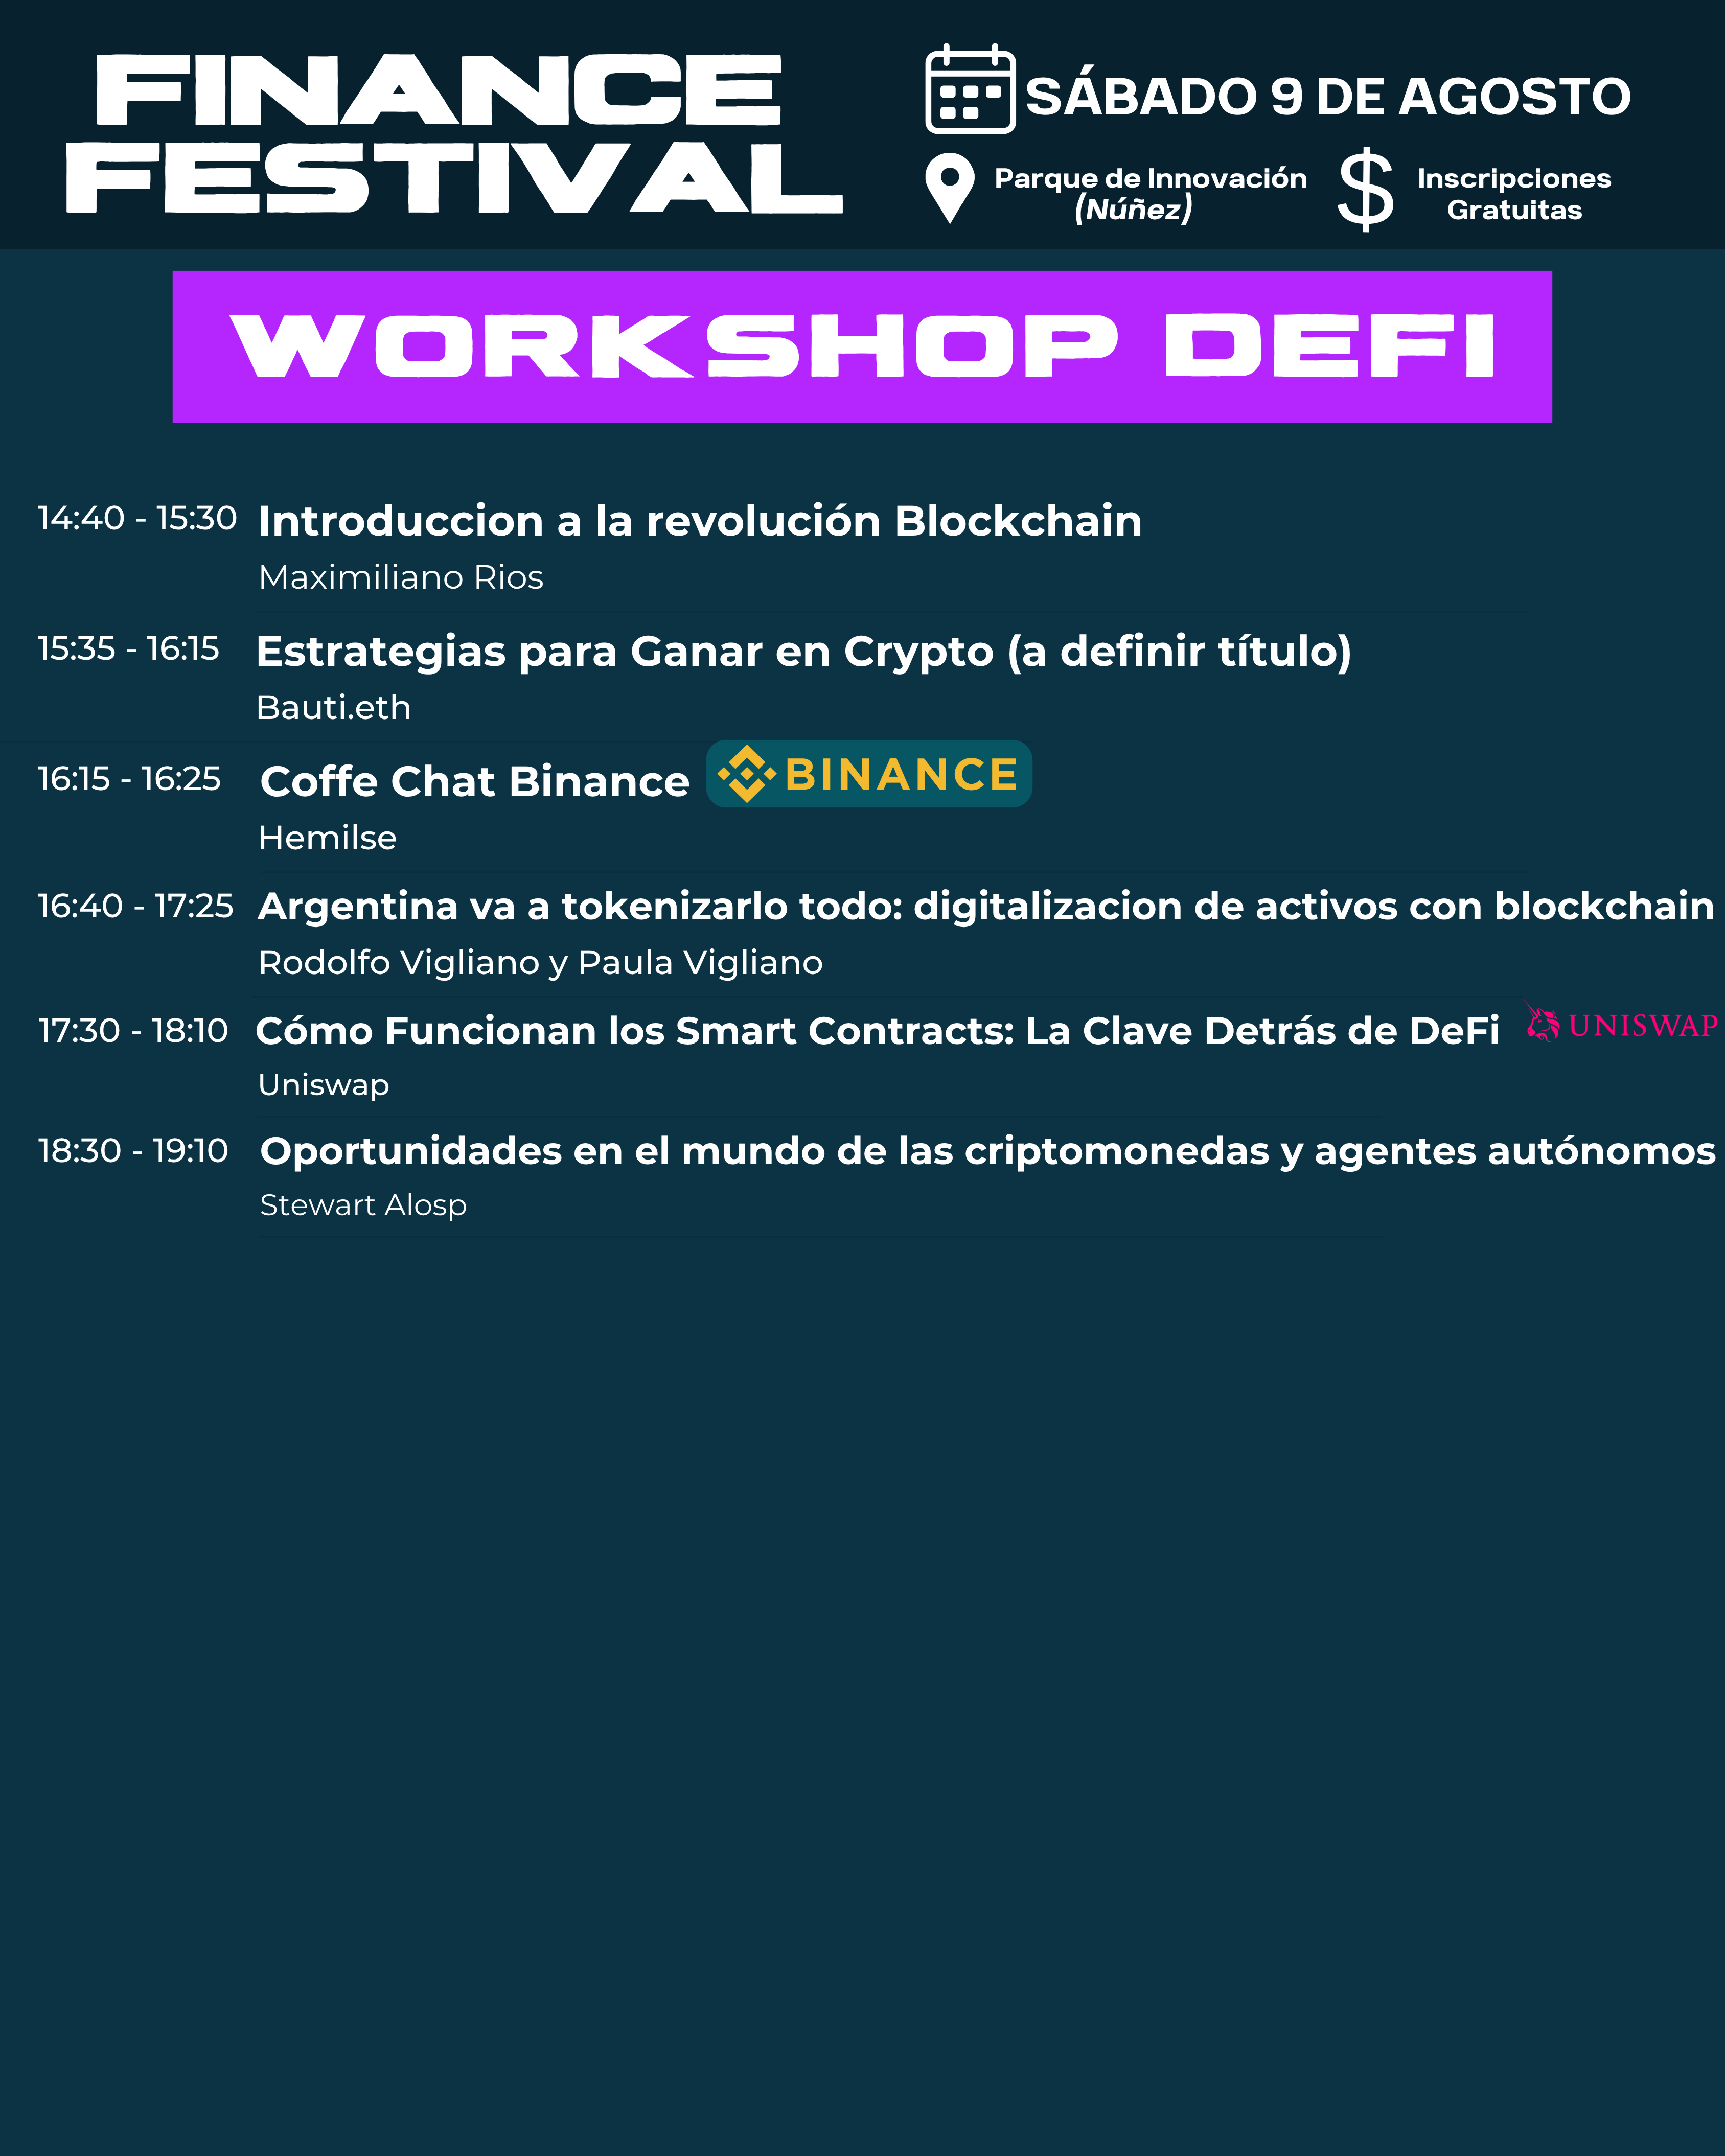 FINANCE
FESTIVAL
SÁBADO 9 DE AGOSTO
Parque de Innovación
(Núñez)
$
Inscripciones
Gratuitas
WORKSHOP DEFI
14:40 - 15:30 Introduccion a la revolución Blockchain
Maximiliano Rios
15:35 - 16:15 Estrategias para Ganar en Crypto (a definir título)
Bauti.eth
16:15 - 16:25 Coffe Chat Binance BINANCE
Hemilse
16:40 - 17:25 Argentina va a tokenizarlo todo: digitalizacion de activos con blockchain
Rodolfo Vigliano y Paula Vigliano
17:30 - 18:10 Cómo Funcionan los Smart Contracts: La Clave Detrás de DeFi UNISWAP
Uniswap
18:30 - 19:10 Oportunidades en el mundo de las criptomonedas y agentes autónomos
Stewart Alosp